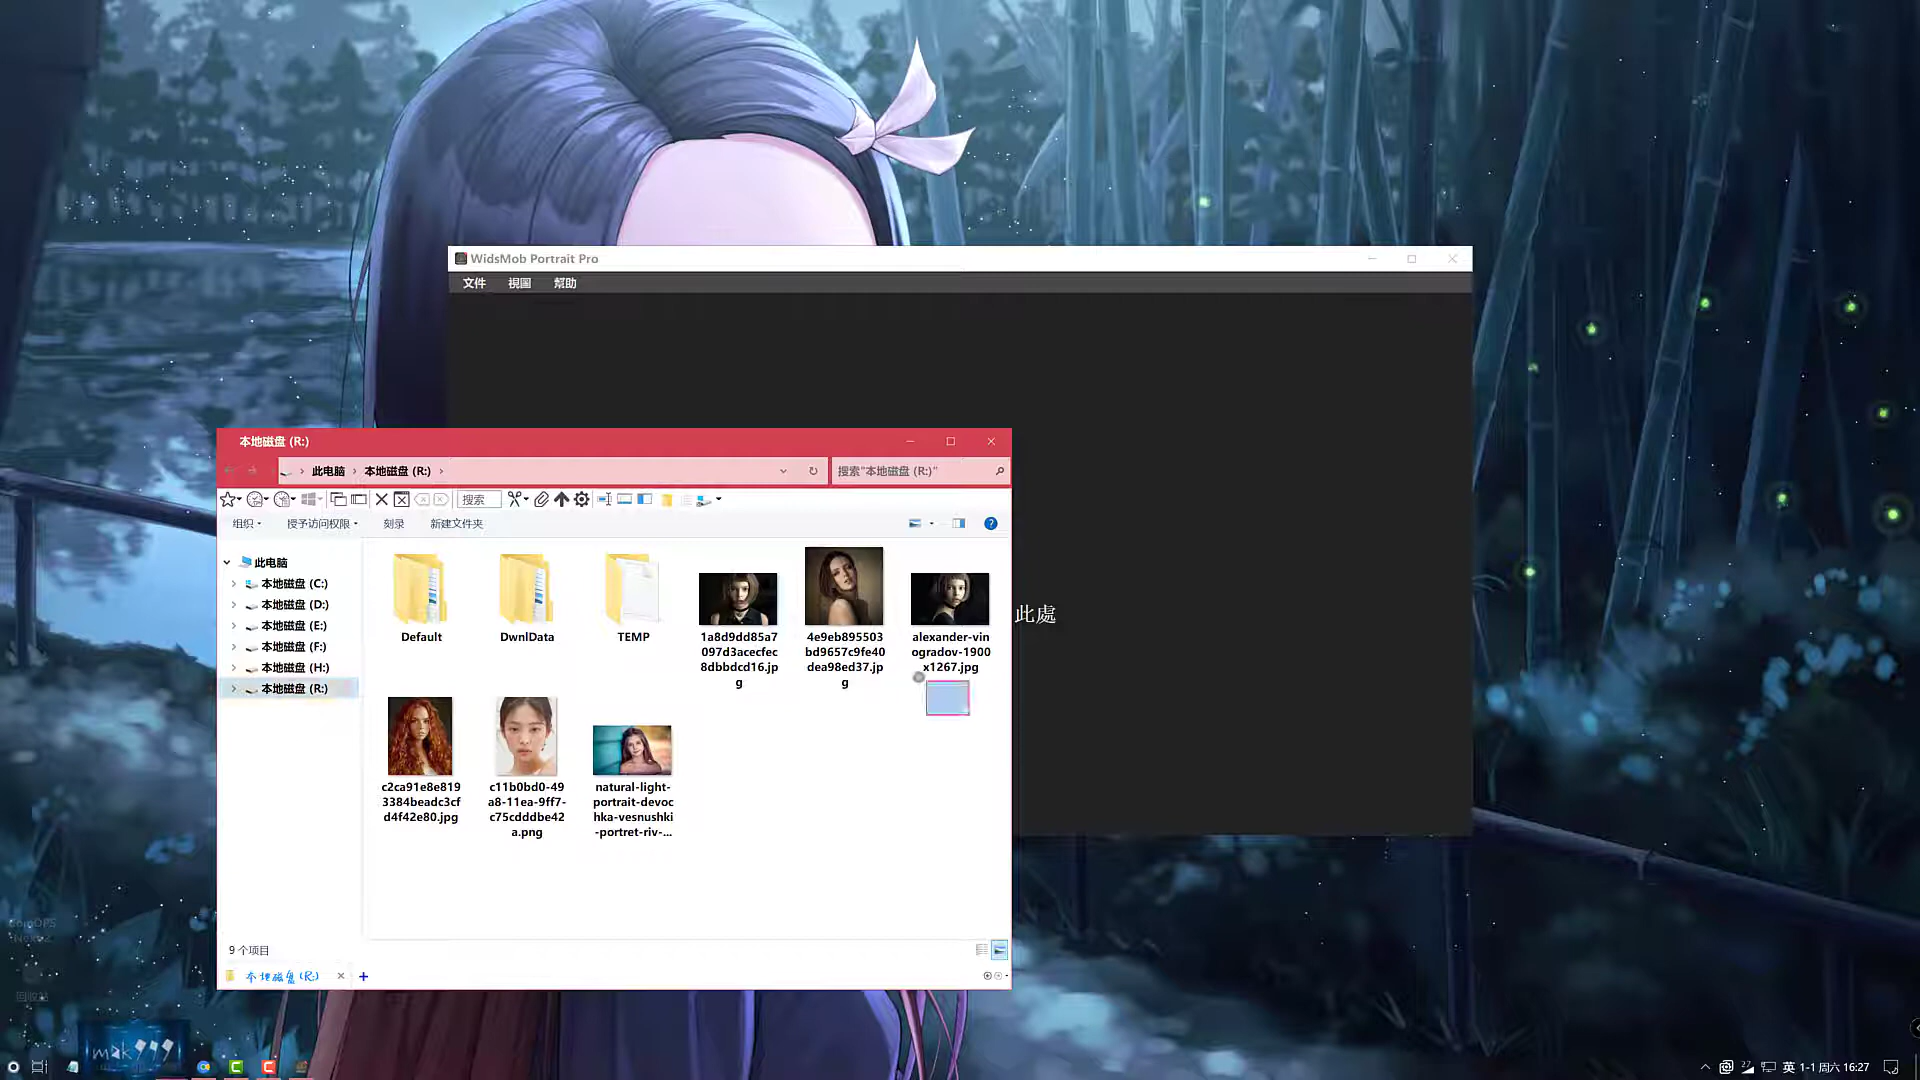 WidsMob Portrait Pro
文件 視圖 幫助
此處
本地磁盘 (R:)
此电脑 本地磁盘 (R:)
搜索"本地磁盘 (R:)"
搜索
组织 授予访问权限 刻录 新建文件夹
此电脑
本地磁盘 (C:)
本地磁盘 (D:)
本地磁盘 (E:)
本地磁盘 (F:)
本地磁盘 (H:)
本地磁盘 (R:)
Default
DwnlData
TEMP
1a8d9dd85a7
097d3acecfec
8dbbdcd16.jp
g
4e9eb895503
bd9657c9fe40
dea98ed37.jp
g
alexander-vin
ogradov-1900
x1267.jpg
c2ca91e8e819
3384beadc3cf
d4f42e80.jpg
c11b0bd0-49
a8-11ea-9ff7-
c75cdddbe42
a.png
natural-light-
portrait-devoc
hka-vesnushki
-portret-riv-...
9 个项目
本地磁盘 (R:)
回收站
mak999
英 1-1 周六 16:27